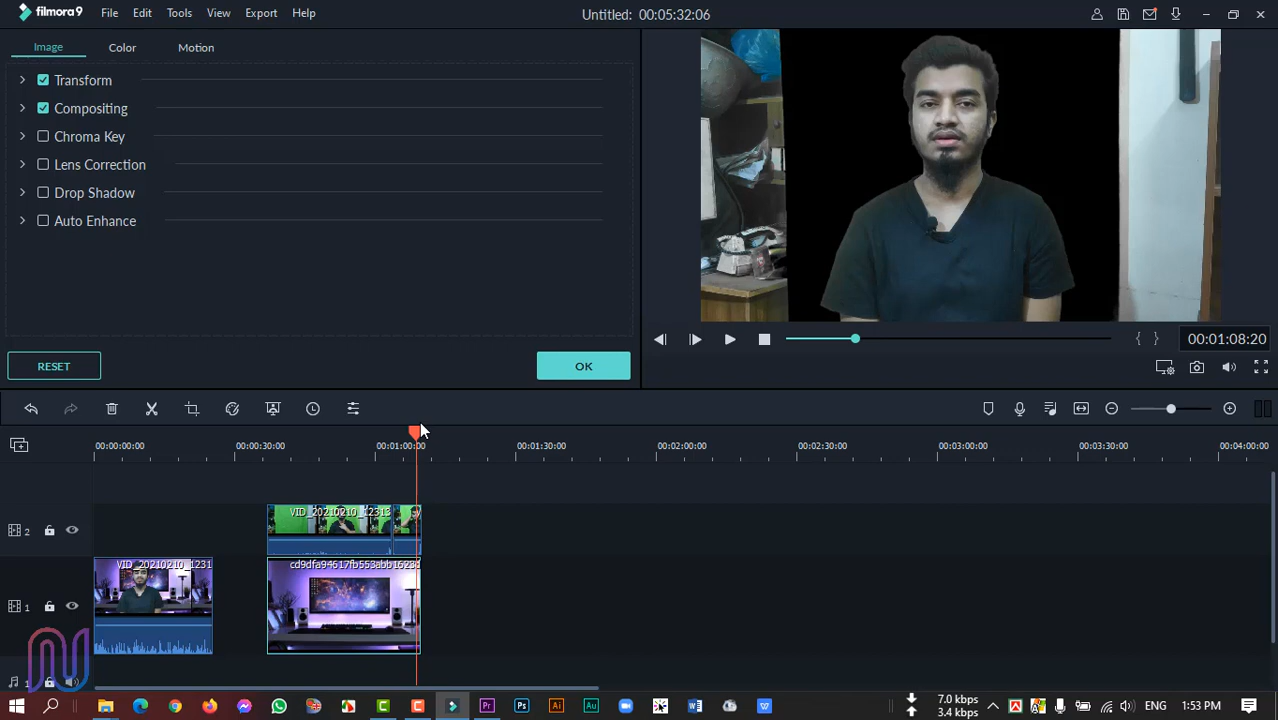 filmora9 File Edit Tools View Export Help Untitled: 00:05:32:06
Image Color Motion
Transform
Compositing
Chroma Key
Lens Correction
Drop Shadow
Auto Enhance
RESET OK
00:01:08:20
00:00:00:00 00:00:30:00 00:01:00:00 00:01:30:00 00:02:00:00 00:02:30:00 00:03:00:00 00:03:30:00 00:04:00:00
2 VID_20210210_12313
VID_20210210_1231 cd9dfa94617fb553abb1623d
1
1
7.0 kbps
3.4 kbps
ENG 1:53 PM